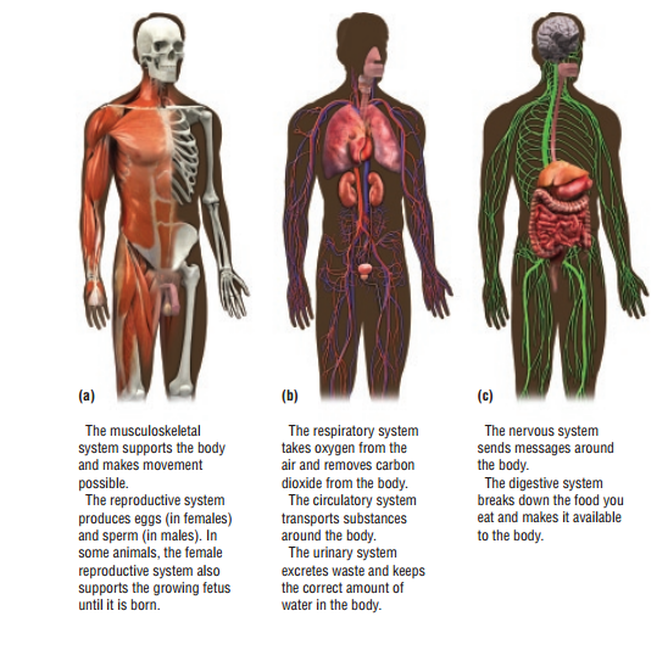 (a)
The musculoskeletal
system supports the body
and makes movement
possible.
The reproductive system
produces eggs (in females)
and sperm (in males). In
some animals, the female
reproductive system also
supports the growing fetus
until it is born.
(b)
The respiratory system
takes oxygen from the
air and removes carbon
dioxide from the body.
The circulatory system
transports substances
around the body.
The urinary system
excretes waste and keeps
the correct amount of
water in the body.
(c)
The nervous system
sends messages around
the body.
The digestive system
breaks down the food you
eat and makes it available
to the body.